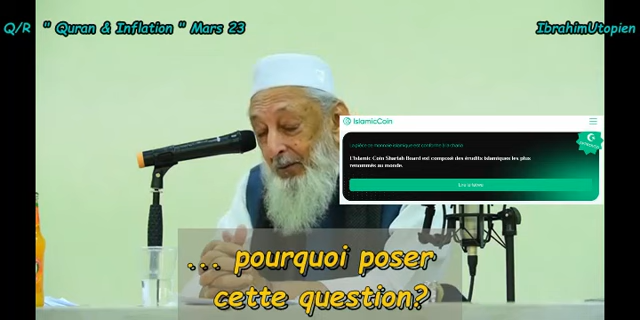 Q/R " Quran & Inflation " Mars 23
IbrahimUtopien
IslamicCoin
L'Islamic Coin Shariah Board est composé des érudits islamiques les plus
renommés au monde.
... pourquoi poser
cette question?